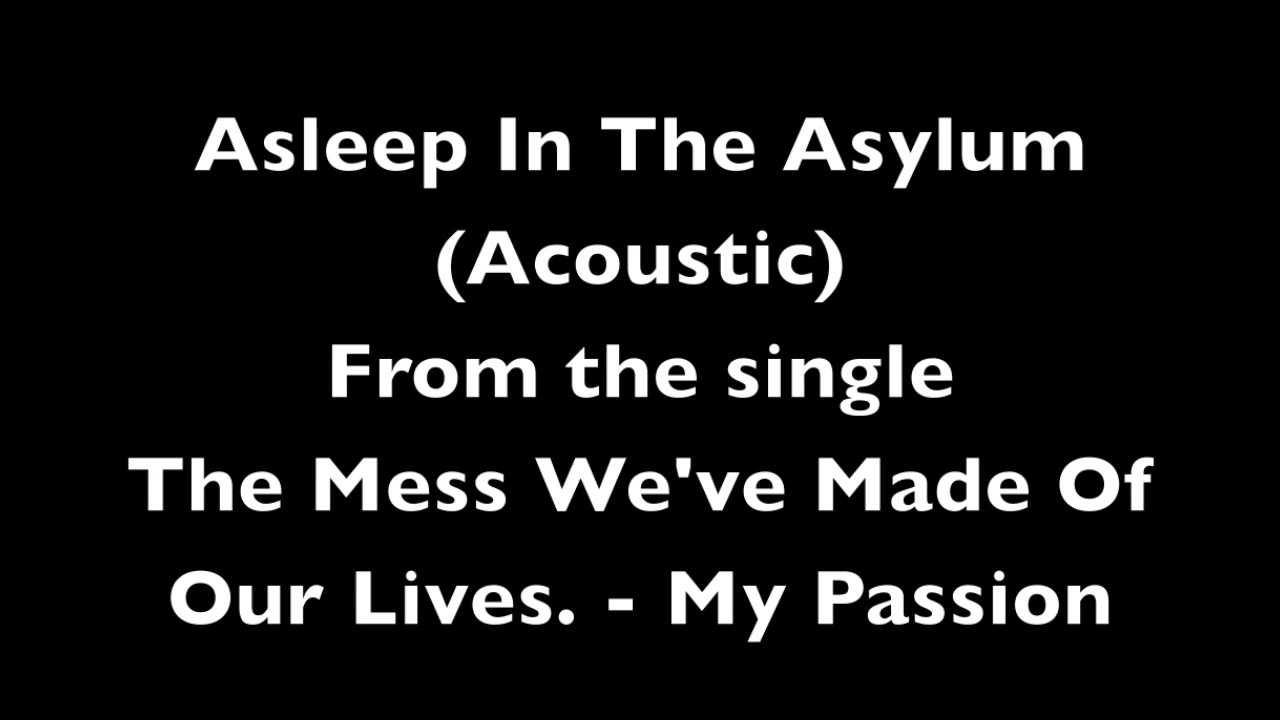 Asleep In The Asylum
(Acoustic)
From the single
The Mess We've Made Of
Our Lives. - My Passion